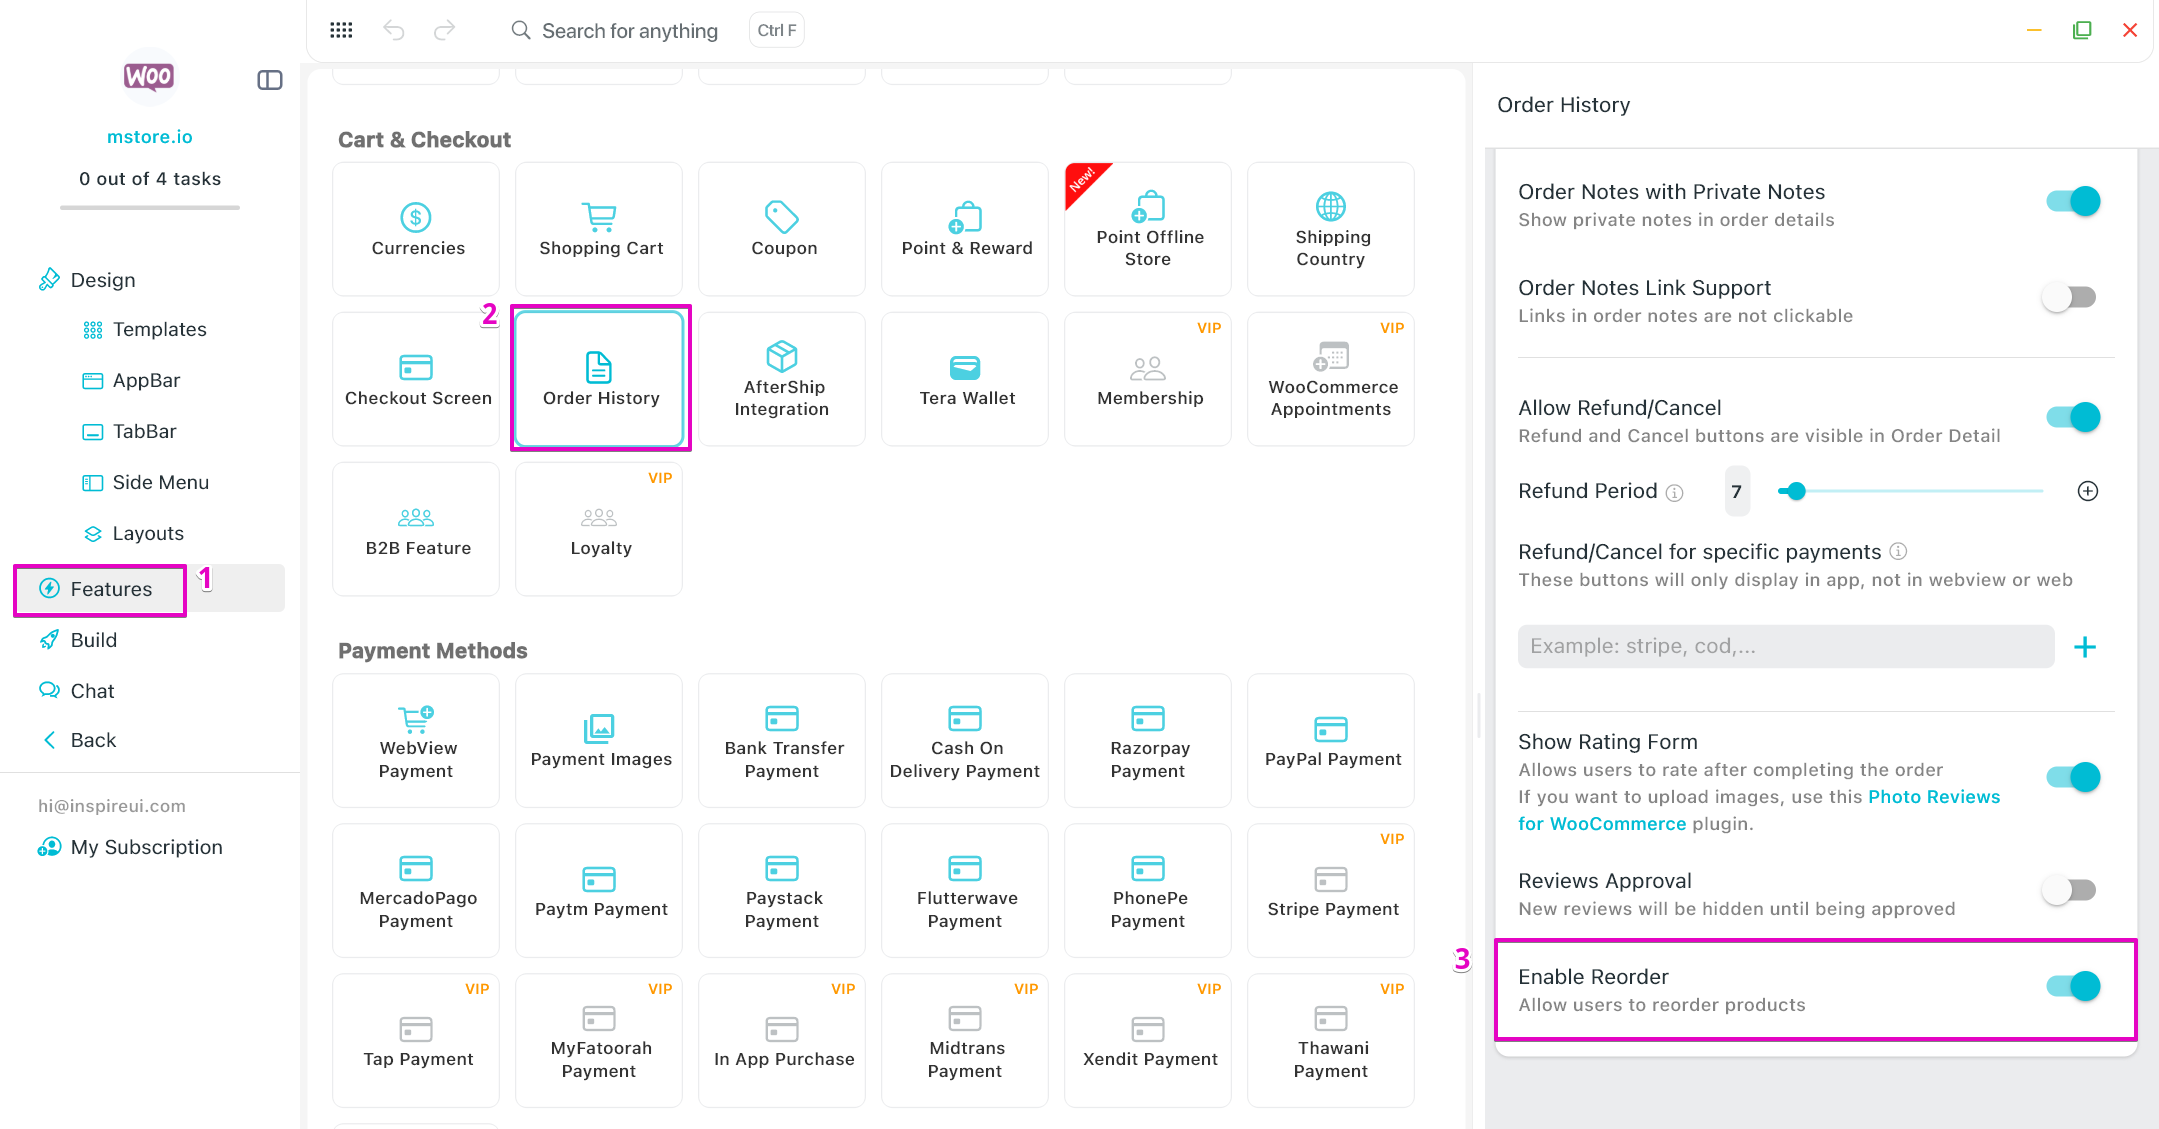 Search for anything
Ctrl F
WOO
mstore.io
0 out of 4 tasks
Design
Templates
AppBar
TabBar
Side Menu
Layouts
Features
1
Build
Chat
Back
hi@inspireui.com
My Subscription
Cart & Checkout
Currencies
Shopping Cart
Coupon
Point & Reward
New!
Point Offline
Store
Shipping
Country
2
Checkout Screen
Order History
AfterShip
Integration
Tera Wallet
VIP
Membership
VIP
WooCommerce
Appointments
B2B Feature
VIP
Loyalty
Payment Methods
WebView
Payment
Payment Images
Bank Transfer
Payment
Cash On
Delivery Payment
Razorpay
Payment
PayPal Payment
MercadoPago
Payment
Paytm Payment
Paystack
Payment
Flutterwave
Payment
PhonePe
Payment
VIP
Stripe Payment
VIP
Tap Payment
VIP
MyFatoorah
Payment
VIP
In App Purchase
VIP
Midtrans
Payment
VIP
Xendit Payment
VIP
Thawani
Payment
Order History
Order Notes with Private Notes
Show private notes in order details
Order Notes Link Support
Links in order notes are not clickable
Allow Refund/Cancel
Refund and Cancel buttons are visible in Order Detail
Refund Period
7
Refund/Cancel for specific payments
These buttons will only display in app, not in webview or web
Example: stripe, cod,...
Show Rating Form
Allows users to rate after completing the order
If you want to upload images, use this Photo Reviews
for WooCommerce plugin.
Reviews Approval
New reviews will be hidden until being approved
3
Enable Reorder
Allow users to reorder products